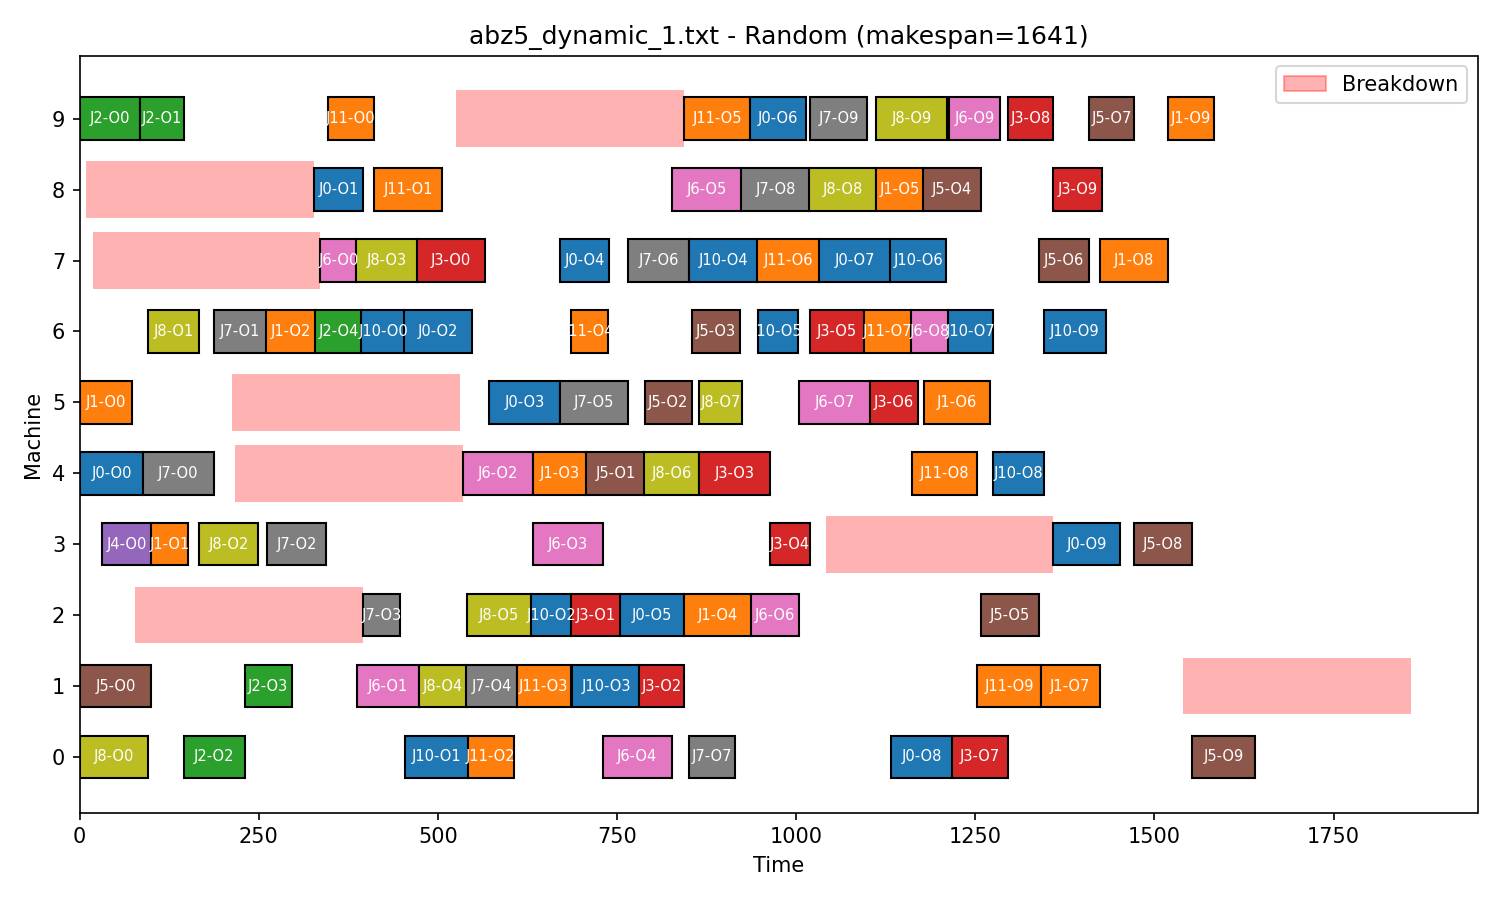 abz5_dynamic_1.txt - Random (makespan=1641)
Breakdown
9 J2-O0 J2-O1 J11-O0 J11-O5 J0-O6 J7-O9 J8-O9 J6-O9 J3-O8 J5-O7 J1-O9
8 J0-O1 J11-O1 J6-O5 J7-O8 J8-O8 J1-O5 J5-O4 J3-O9
7 J6-O0 J8-O3 J3-O0 J0-O4 J7-O6 J10-O4 J11-O6 J0-O7 J10-O6 J5-O6 J1-O8
6 J8-O1 J7-O1 J1-O2 J2-O4 J10-O0 J0-O2 J11-O4 J5-O3 J10-O5 J3-O5 J11-O7 J6-O8 J10-O7 J10-O9
5 J1-O0 J0-O3 J7-O5 J5-O2 J8-O7 J6-O7 J3-O6 J1-O6
4 J0-O0 J7-O0 J6-O2 J1-O3 J5-O1 J8-O6 J3-O3 J11-O8 J10-O8
3 J4-O0 J1-O1 J8-O2 J7-O2 J6-O3 J3-O4 J0-O9 J5-O8
2 J7-O3 J8-O5 J10-O2 J3-O1 J0-O5 J1-O4 J6-O6 J5-O5
1 J5-O0 J2-O3 J6-O1 J8-O4 J7-O4 J11-O3 J10-O3 J3-O2 J11-O9 J1-O7
0 J8-O0 J2-O2 J10-O1 J11-O2 J6-O4 J7-O7 J0-O8 J3-O7 J5-O9
Machine
0 250 500 750 1000 1250 1500 1750
Time